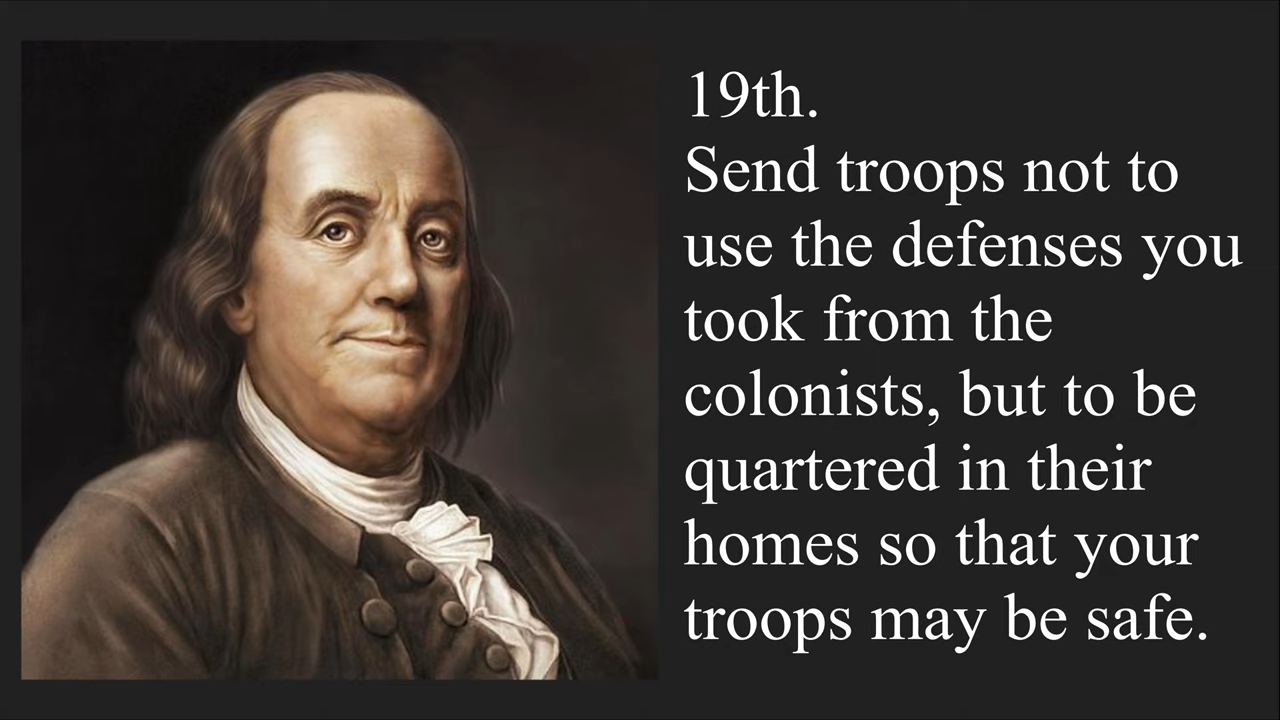 19th.
Send troops not to
use the defenses you
took from the
colonists, but to be
quartered in their
homes so that your
troops may be safe.